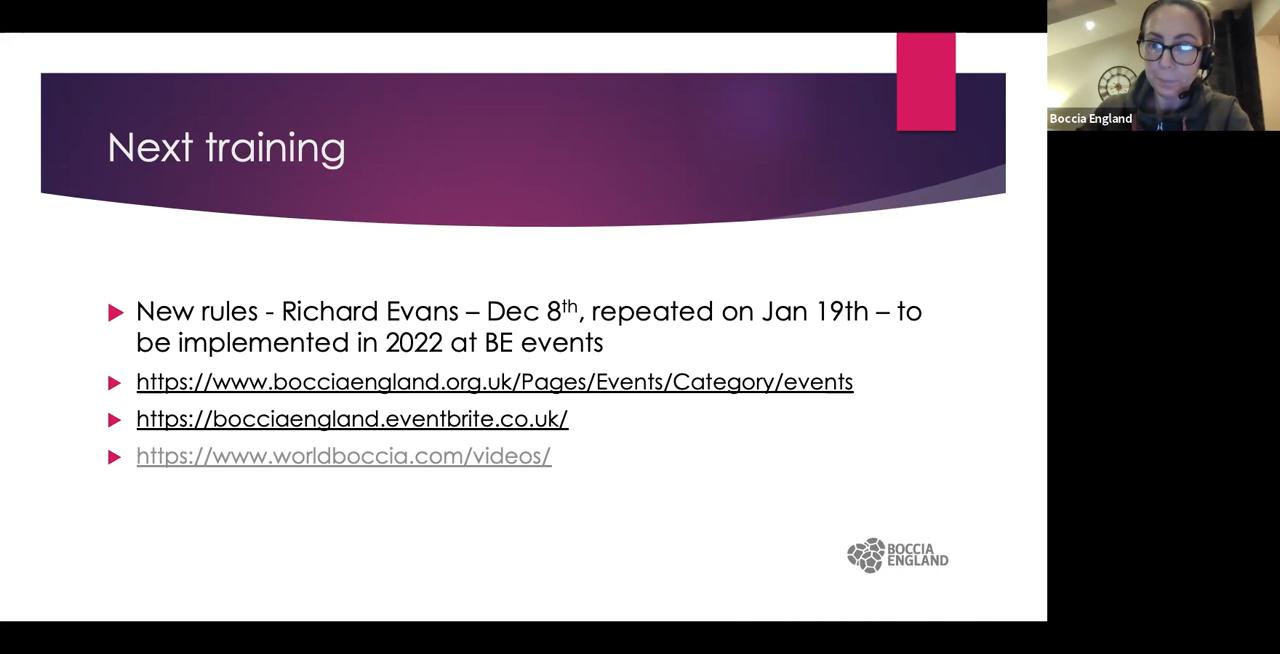 Next training
New rules - Richard Evans – Dec 8th, repeated on Jan 19th – to
be implemented in 2022 at BE events
https://www.bocciaengland.org.uk/Pages/Events/Category/events
https://bocciaengland.eventbrite.co.uk/
https://www.worldboccia.com/videos/
BOCCIA
ENGLAND
Boccia England